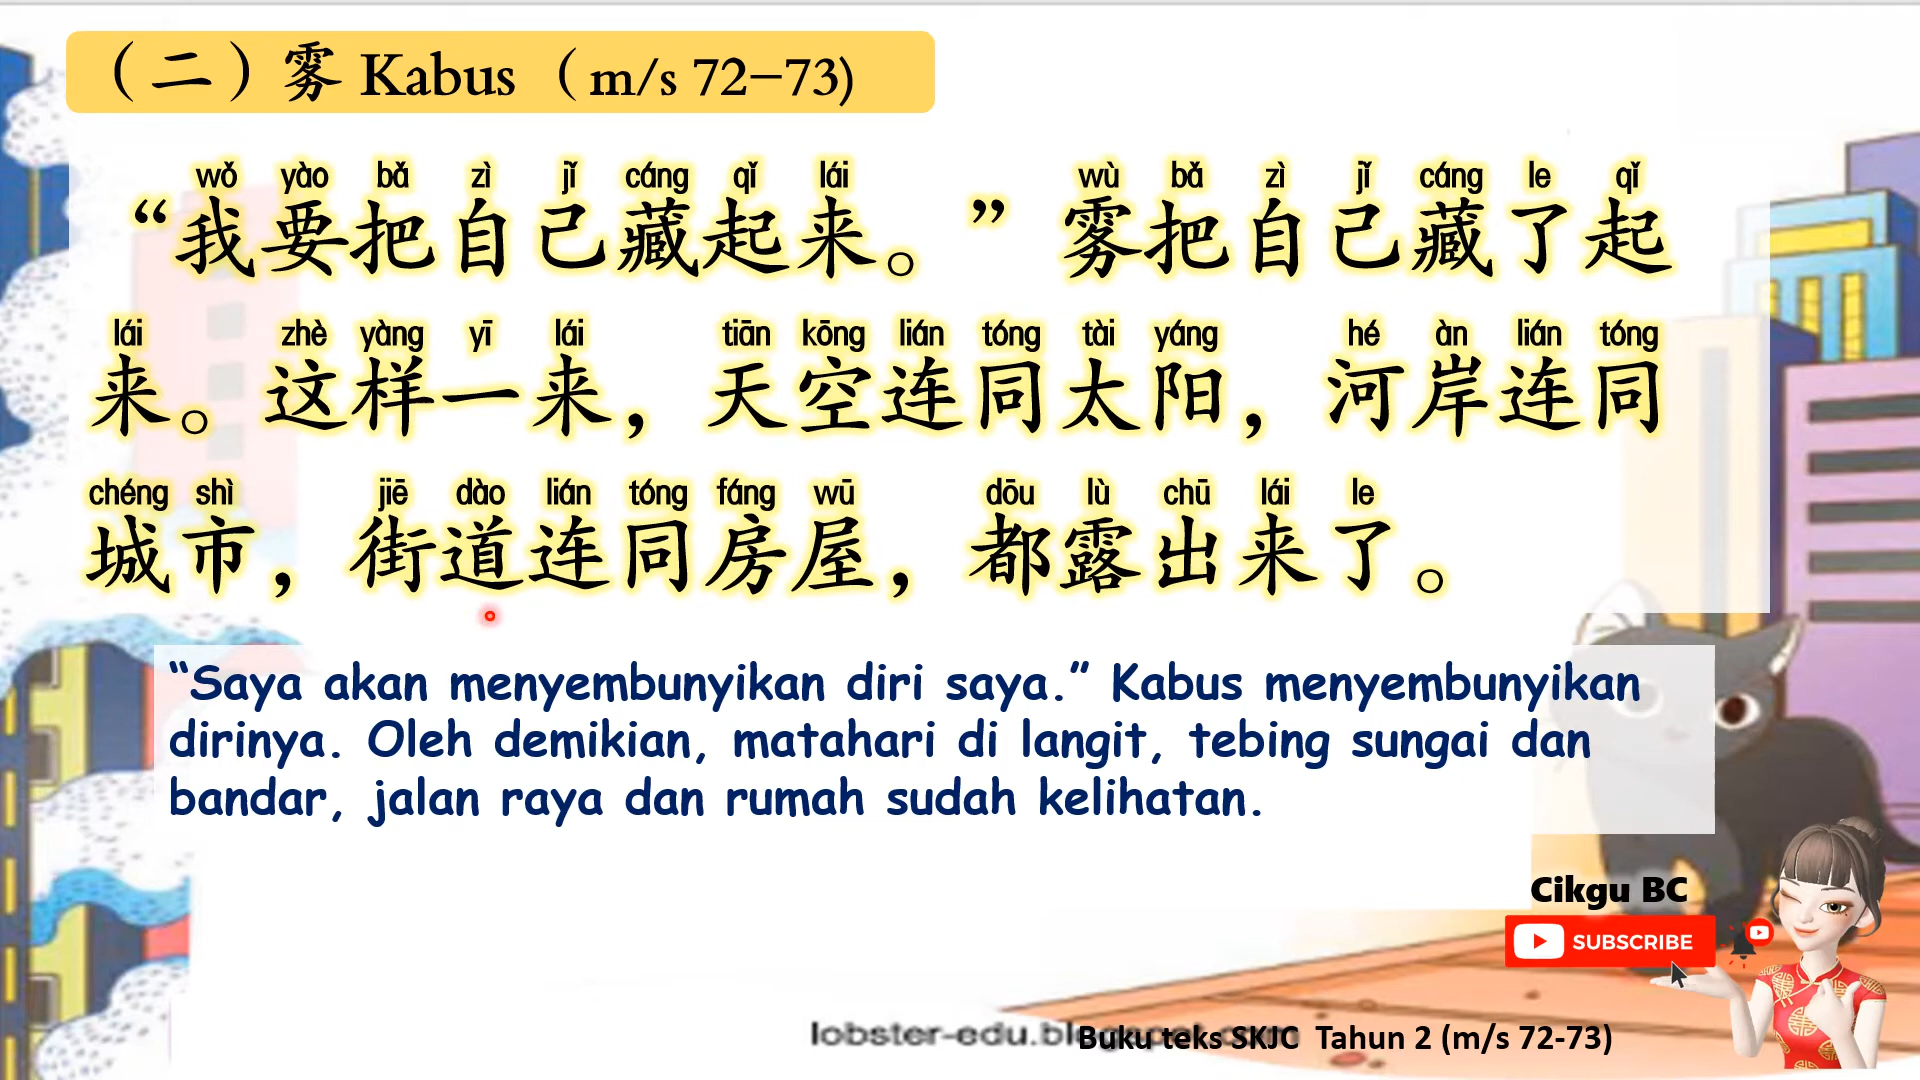 （二）雾 Kabus （m/s 72–73)
wǒ yào bǎ zì jǐ cáng qǐ lái wù bǎ zì jǐ cáng le qǐ
“我要把自己藏起来。”雾把自己藏了起
lái zhè yàng yī lái tiān kōng lián tóng tài yáng hé àn lián tóng
来。这样一来，天空连同太阳，河岸连同
chéng shì jiē dào lián tóng fáng wū dōu lù chū lái le
城市，街道连同房屋，都露出来了。
“Saya akan menyembunyikan diri saya.” Kabus menyembunyikan
dirinya. Oleh demikian, matahari di langit, tebing sungai dan
bandar, jalan raya dan rumah sudah kelihatan.
Cikgu BC
SUBSCRIBE
lobster-edu.blogspot.com
Buku teks SKJC Tahun 2 (m/s 72-73)